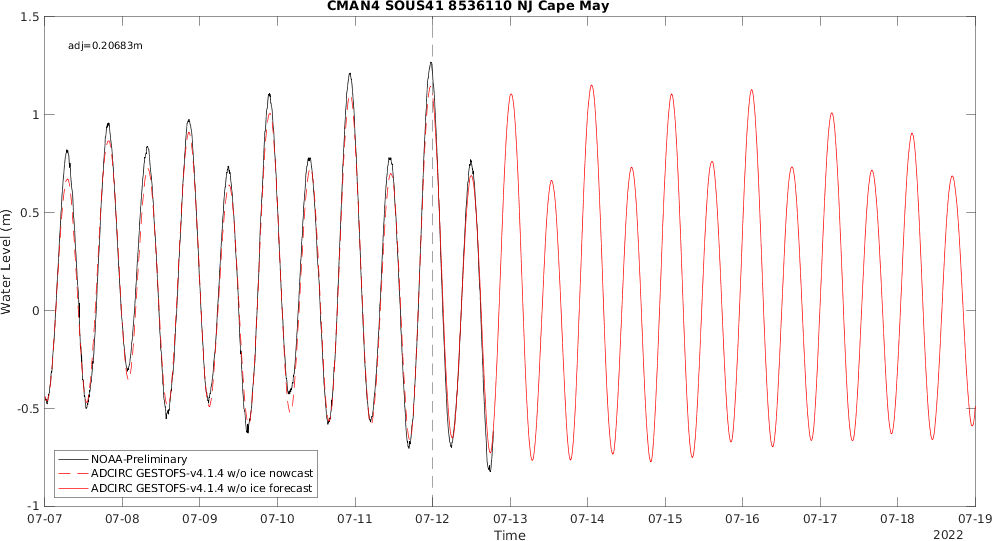 CMAN4 SOUS41 8536110 NJ Cape May
adj=0.20683m
1.5
1
0.5
0
-0.5
-1
Water Level (m)
NOAA-Preliminary
ADCIRC GESTOFS-v4.1.4 w/o ice nowcast
ADCIRC GESTOFS-v4.1.4 w/o ice forecast
07-07 07-08 07-09 07-10 07-11 07-12 07-13 07-14 07-15 07-16 07-17 07-18 07-19
Time
2022